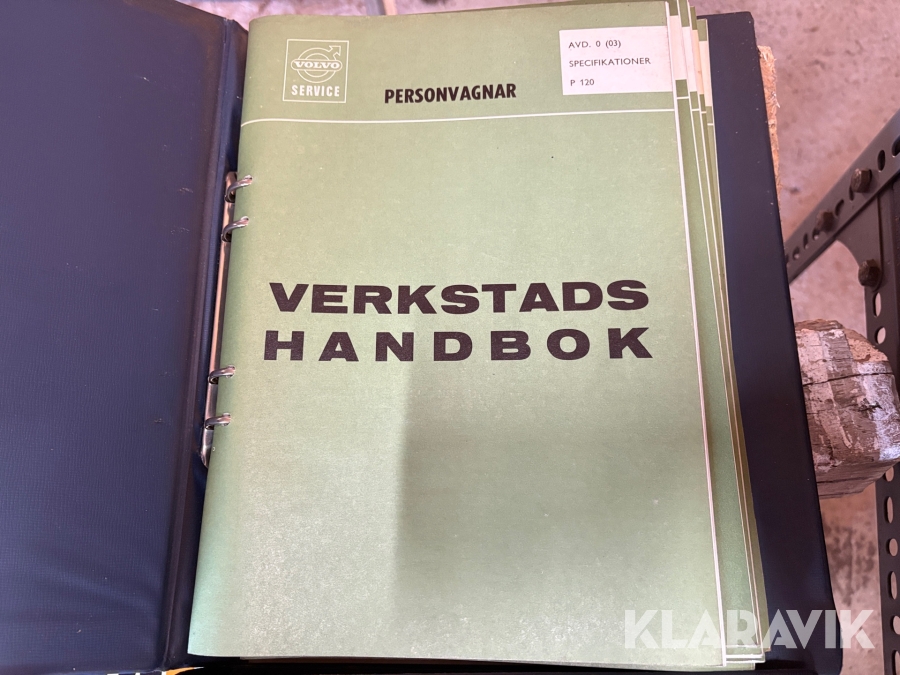 VOLVO
SERVICE
PERSONVAGNAR
AVD. 0 (03)
SPECIFIKATIONER
P 120
VERKSTADS
HANDBOK
KLARAVIK